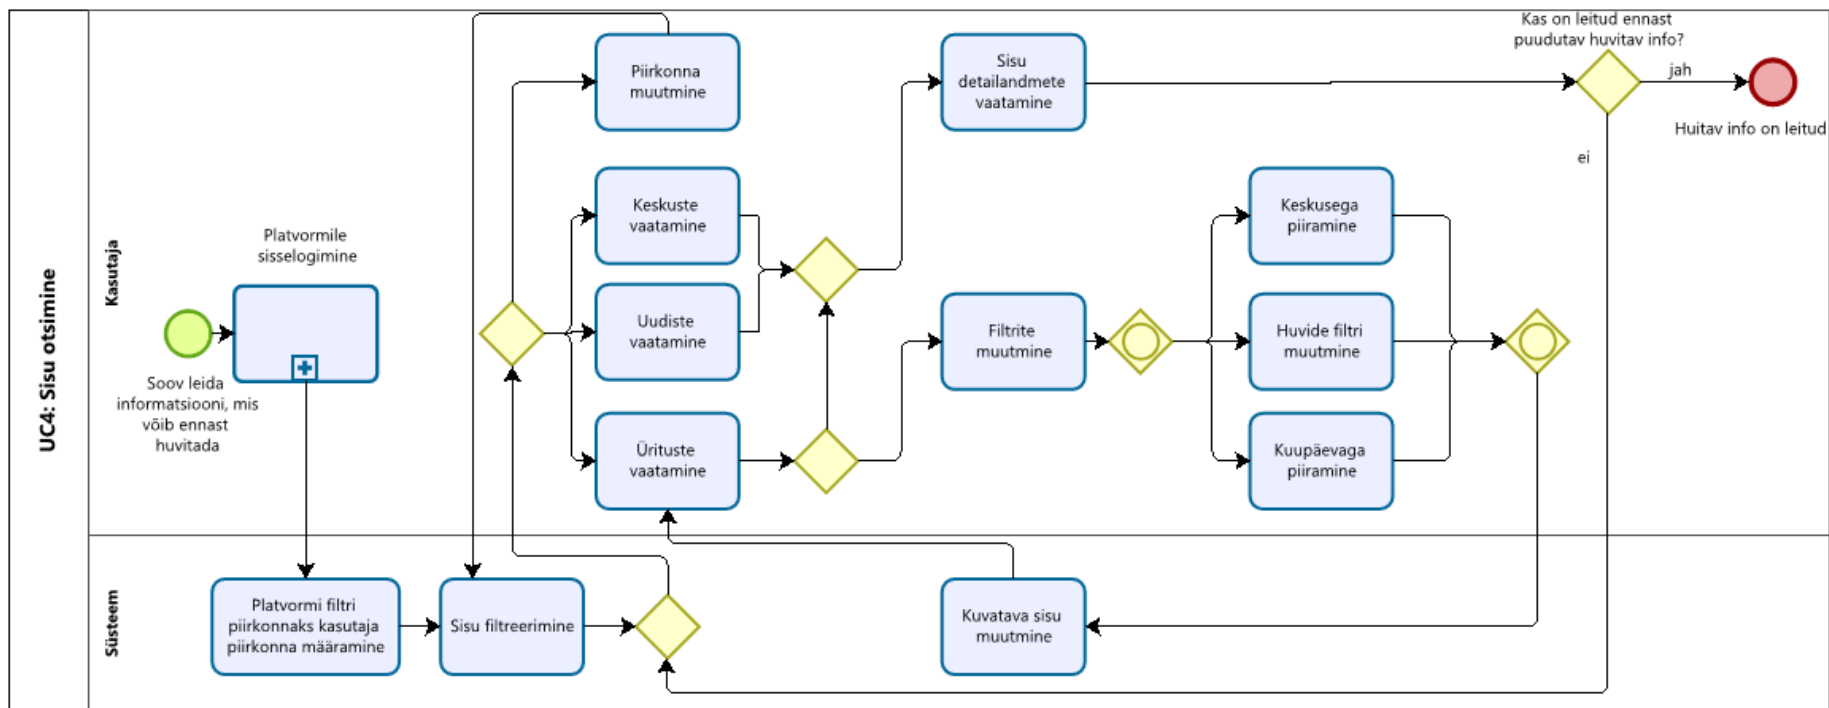 UC4: Sisu otsimine
Kasutaja
Süsteem
Soov leida
informatsiooni, mis
võib ennast
huvitada
Platvormile
sisselogimine
Platvormi filtri
piirkonnaks kasutaja
piirkonna määramine
Sisu filtreerimine
Piirkonna
muutmine
Keskuste
vaatamine
Uudiste
vaatamine
Ürituste
vaatamine
Sisu
detailandmete
vaatamine
Filtrite
muutmine
Keskusega
piiramine
Huvide filtri
muutmine
Kuupäevaga
piiramine
Kuvatava sisu
muutmine
Kas on leitud ennast
puudutav huvitav info?
jah
ei
Huitav info on leitud